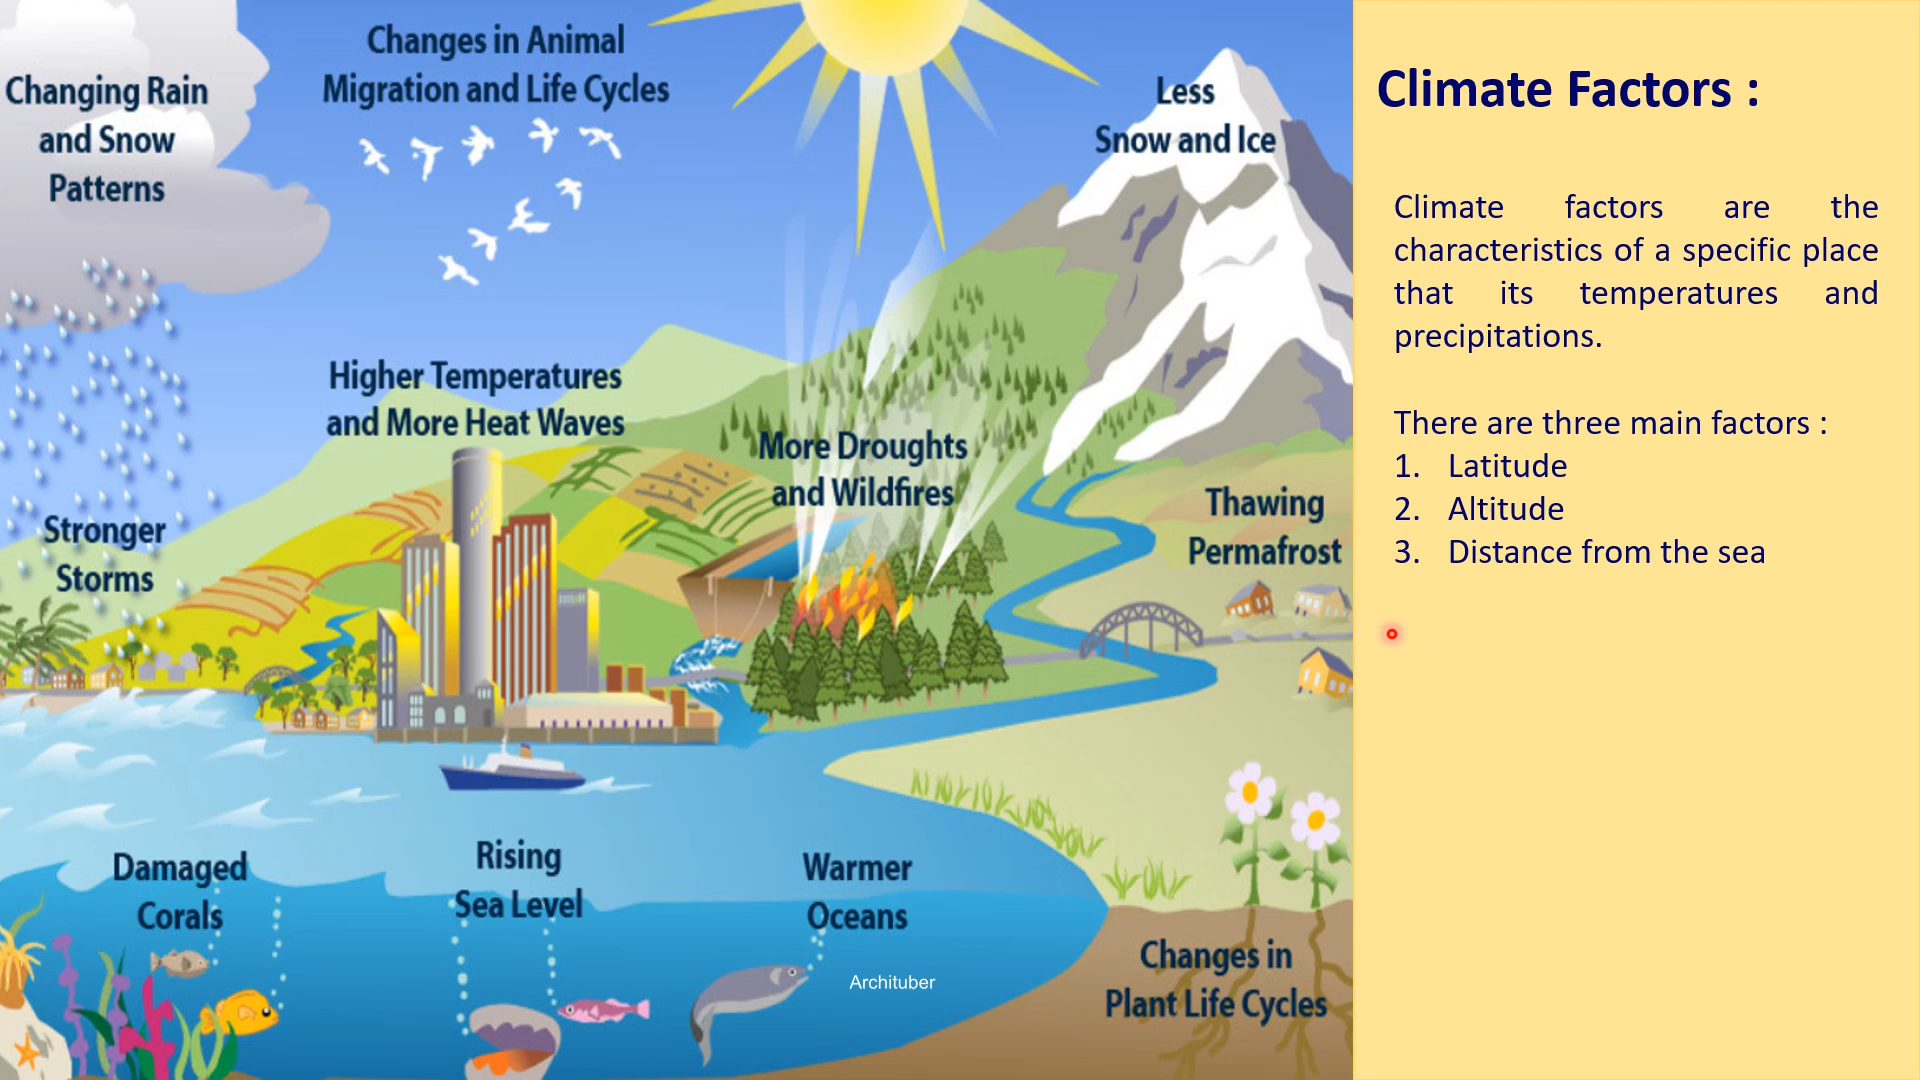 Changing Rain
and Snow
Patterns
Changes in Animal
Migration and Life Cycles
Less
Snow and Ice
Higher Temperatures
and More Heat Waves
More Droughts
and Wildfires
Stronger
Storms
Thawing
Permafrost
Damaged
Corals
Rising
Sea Level
Warmer
Oceans
Archituber
Changes in
Plant Life Cycles
Climate Factors :
Climate factors are the
characteristics of a specific place
that its temperatures and
precipitations.
There are three main factors :
1. Latitude
2. Altitude
3. Distance from the sea